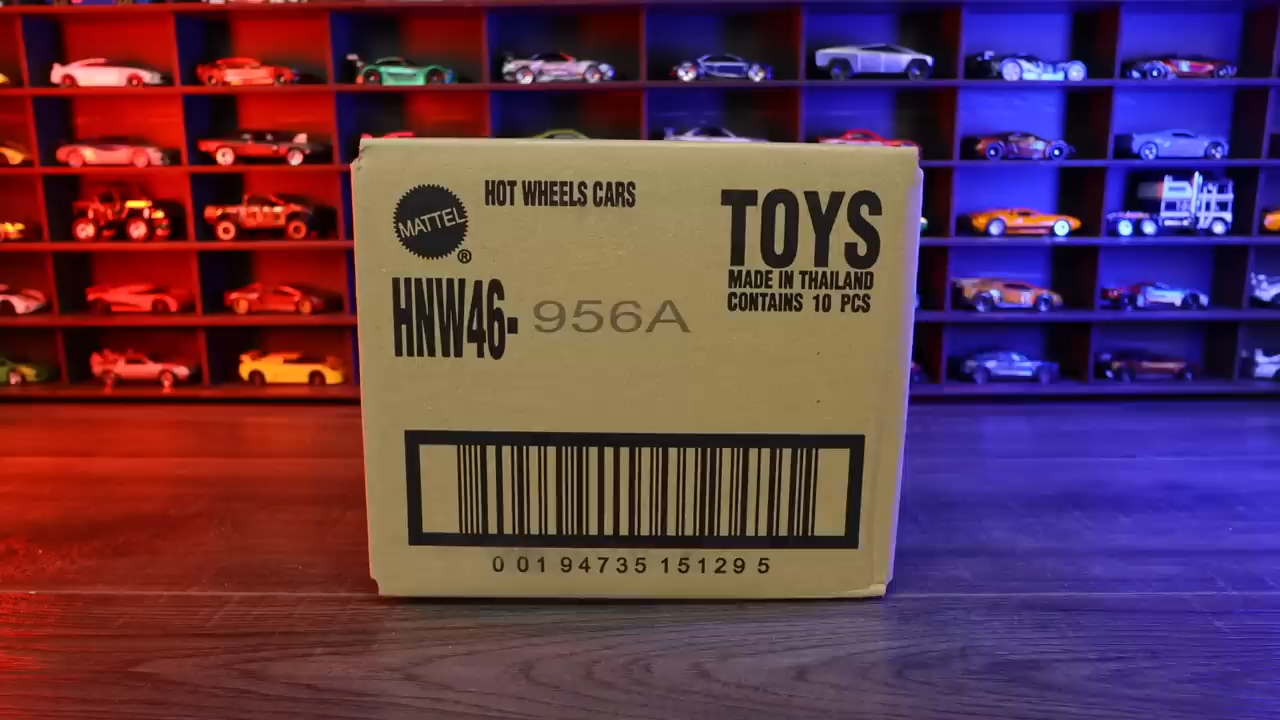 MATTEL
®
HOT WHEELS CARS
TOYS
MADE IN THAILAND
CONTAINS 10 PCS
HNW46- 956A
0 01 94735 15129 5